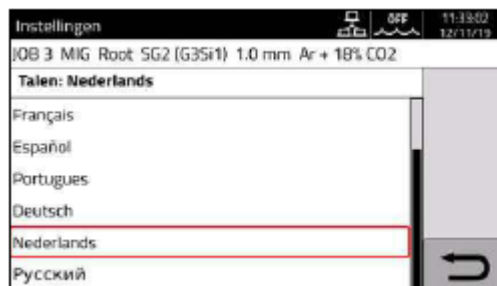 Instellingen OFF 11:33:02
12/11/19
JOB 3 MIG Root SG2 (G3Si1) 1.0 mm Ar + 18% CO2
Talen: Nederlands
Français
Español
Portugues
Deutsch
Nederlands
Русский